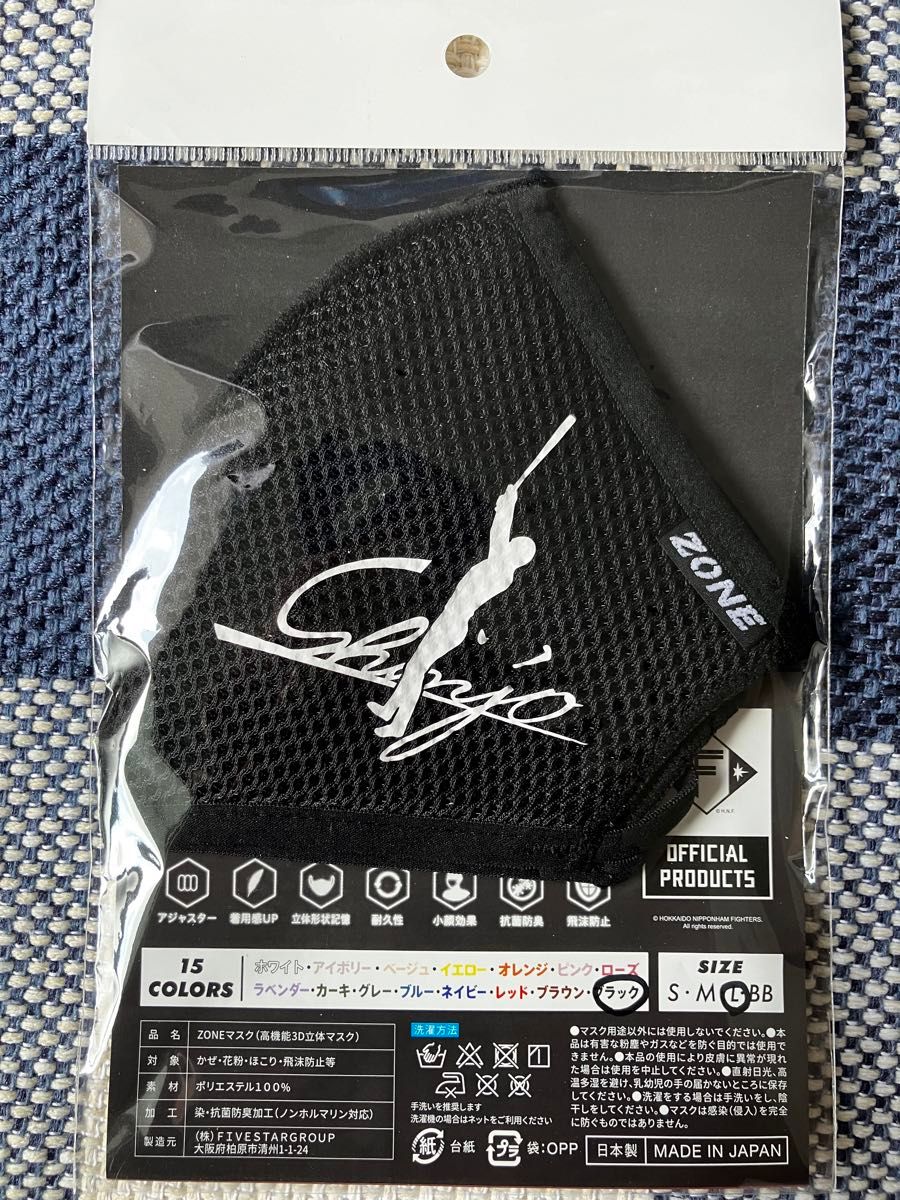 Shinjo
ZONE
F
© H.N.F.
OFFICIAL
PRODUCTS
© HOKKAIDO NIPPONHAM FIGHTERS.
All rights reserved.
アジャスター 着用感UP 立体形状記憶 耐久性 小顔効果 抗菌防臭 飛沫防止
15
COLORS
ホワイト・アイボリー・ベージュ・イエロー・オレンジ・ピンク・ローズ
ラベンダー・カーキ・グレー・ブルー・ネイビー・レッド・ブラウン・ブラック
SIZE
S・M・L・BB
品 名 ZONEマスク(高機能3D立体マスク)
対 象 かぜ・花粉・ほこり・飛沫防止等
素 材 ポリエステル100%
加 工 染・抗菌防臭加工(ノンホルマリン対応)
製造元 (株)FIVESTARGROUP
大阪府柏原市清州1-1-24
洗濯方法
手洗いを推奨します
洗濯機の場合はネットをご利用ください
紙 台紙 プラ 袋:OPP
●マスク用途以外には使用しないでください。●本
品は有害な粉塵やガスなどを防ぐ目的では使用で
きません。●本品の使用により皮膚に異常が現れ
た場合は使用を中止してください。●直射日光、高
温多湿を避け、乳幼児の手の届かないところに保存
してください。●洗濯をする場合は手洗いし、陰
干しをしてください。●マスクは感染(侵入)を完全
に防ぐものではありません。
日本製 MADE IN JAPAN